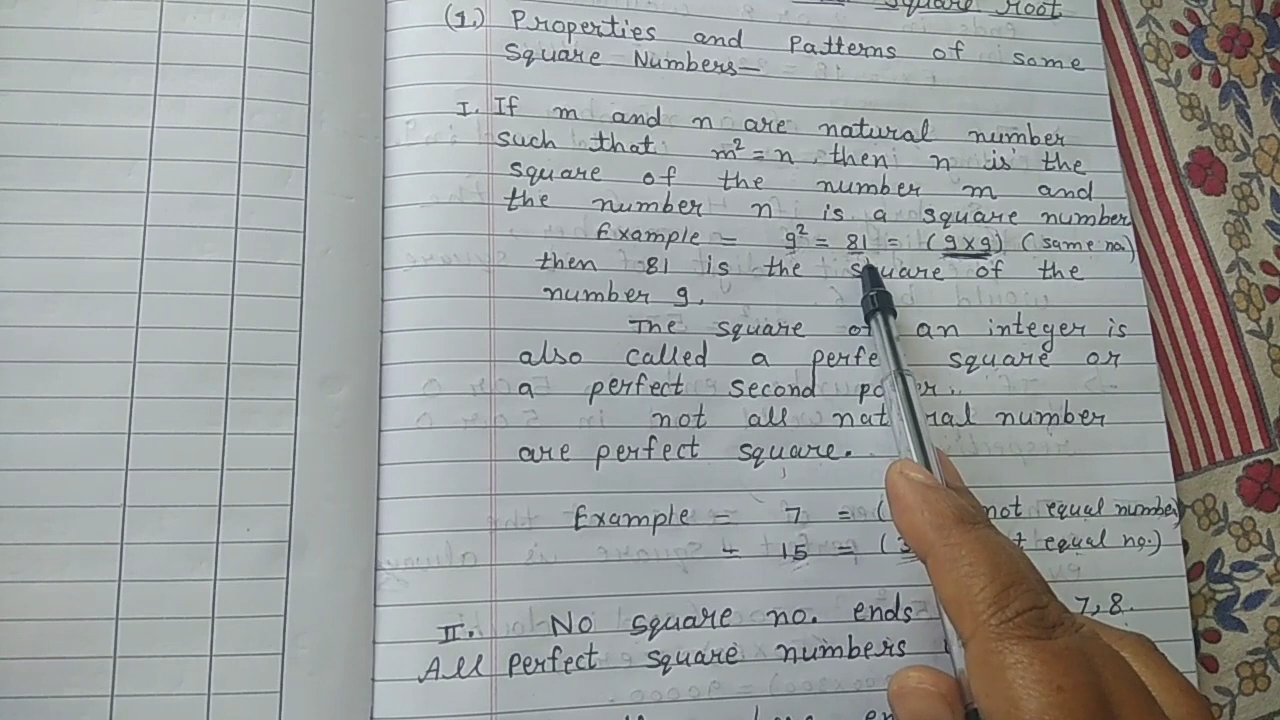 square root
(1.) Properties and Patterns of some
Square Numbers—
I. If m and n are natural number
such that m² = n, then n is the
square of the number m and
the number n is a square number
Example = 9² = 81 = (9×9) (same no.)
then 81 is the square of the
number 9.
The square of an integer is
also called a perfe square or
a perfect second po er.
not all nat ral number
are perfect square.
Example = 7 = ( not equal number)
15 = (3 t equal no.)
II. No square no. ends 7,8.
All perfect square numbers